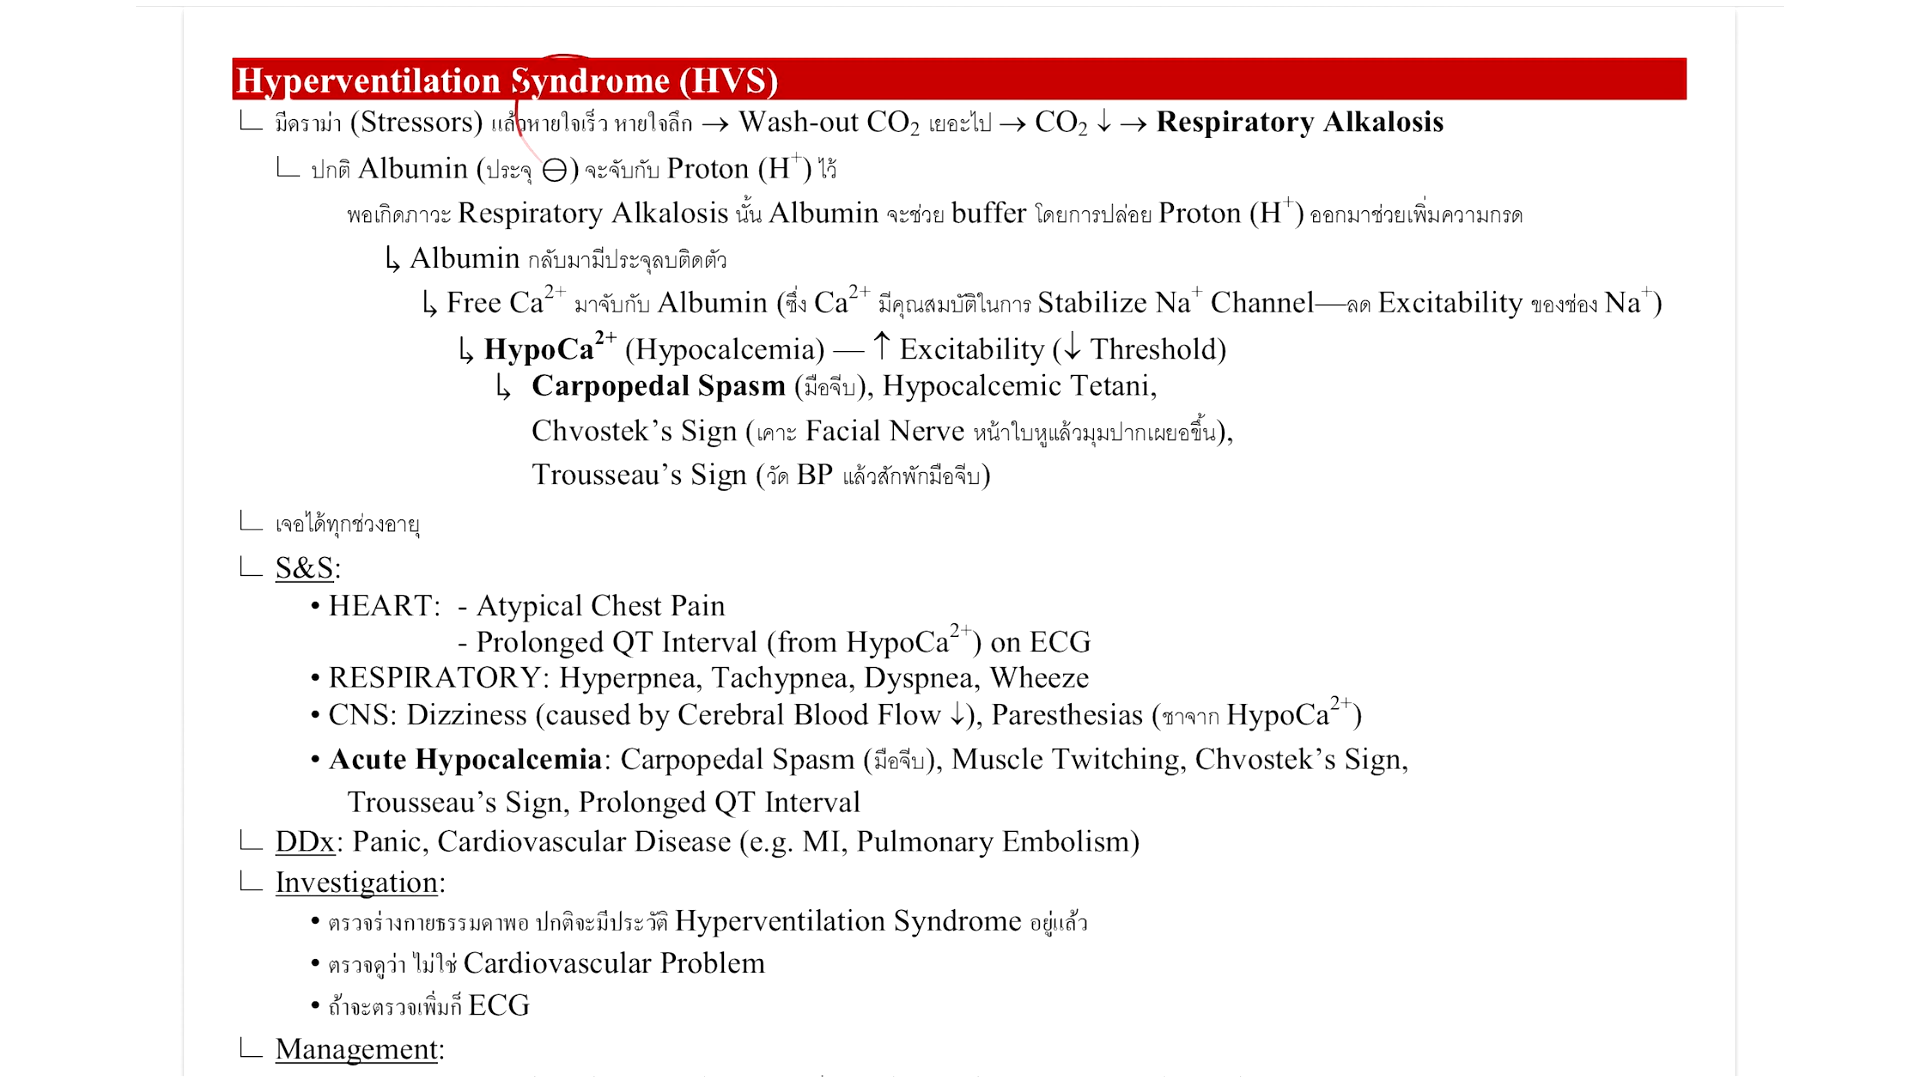 Hyperventilation Syndrome (HVS)
มีดราม่า (Stressors) แล้วหายใจเร็ว หายใจลึก → Wash-out CO₂ เยอะไป → CO₂ ↓ → Respiratory Alkalosis
ปกติ Albumin (ประจุ ⊖) จะจับกับ Proton (H⁺) ไว้
พอเกิดภาวะ Respiratory Alkalosis นั้น Albumin จะช่วย buffer โดยการปล่อย Proton (H⁺) ออกมาช่วยเพิ่มความกรด
↳ Albumin กลับมามีประจุลบติดตัว
↳ Free Ca²⁺ มาจับกับ Albumin (ซึ่ง Ca²⁺ มีคุณสมบัติในการ Stabilize Na⁺ Channel—ลด Excitability ของช่อง Na⁺)
↳ HypoCa²⁺ (Hypocalcemia) — ↑ Excitability (↓ Threshold)
↳ Carpopedal Spasm (มือจีบ), Hypocalcemic Tetani,
Chvostek's Sign (เคาะ Facial Nerve หน้าใบหูแล้วมุมปากเผยอขึ้น),
Trousseau's Sign (วัด BP แล้วสักพักมือจีบ)
เจอได้ทุกช่วงอายุ
S&S:
• HEART: - Atypical Chest Pain
- Prolonged QT Interval (from HypoCa²⁺) on ECG
• RESPIRATORY: Hyperpnea, Tachypnea, Dyspnea, Wheeze
• CNS: Dizziness (caused by Cerebral Blood Flow ↓), Paresthesias (ชาจาก HypoCa²⁺)
• Acute Hypocalcemia: Carpopedal Spasm (มือจีบ), Muscle Twitching, Chvostek's Sign,
Trousseau's Sign, Prolonged QT Interval
DDx: Panic, Cardiovascular Disease (e.g. MI, Pulmonary Embolism)
Investigation:
• ตรวจร่างกายธรรมดาพอ ปกติจะมีประวัติ Hyperventilation Syndrome อยู่แล้ว
• ตรวจดูว่า ไม่ใช่ Cardiovascular Problem
• ถ้าจะตรวจเพิ่มก็ ECG
Management: